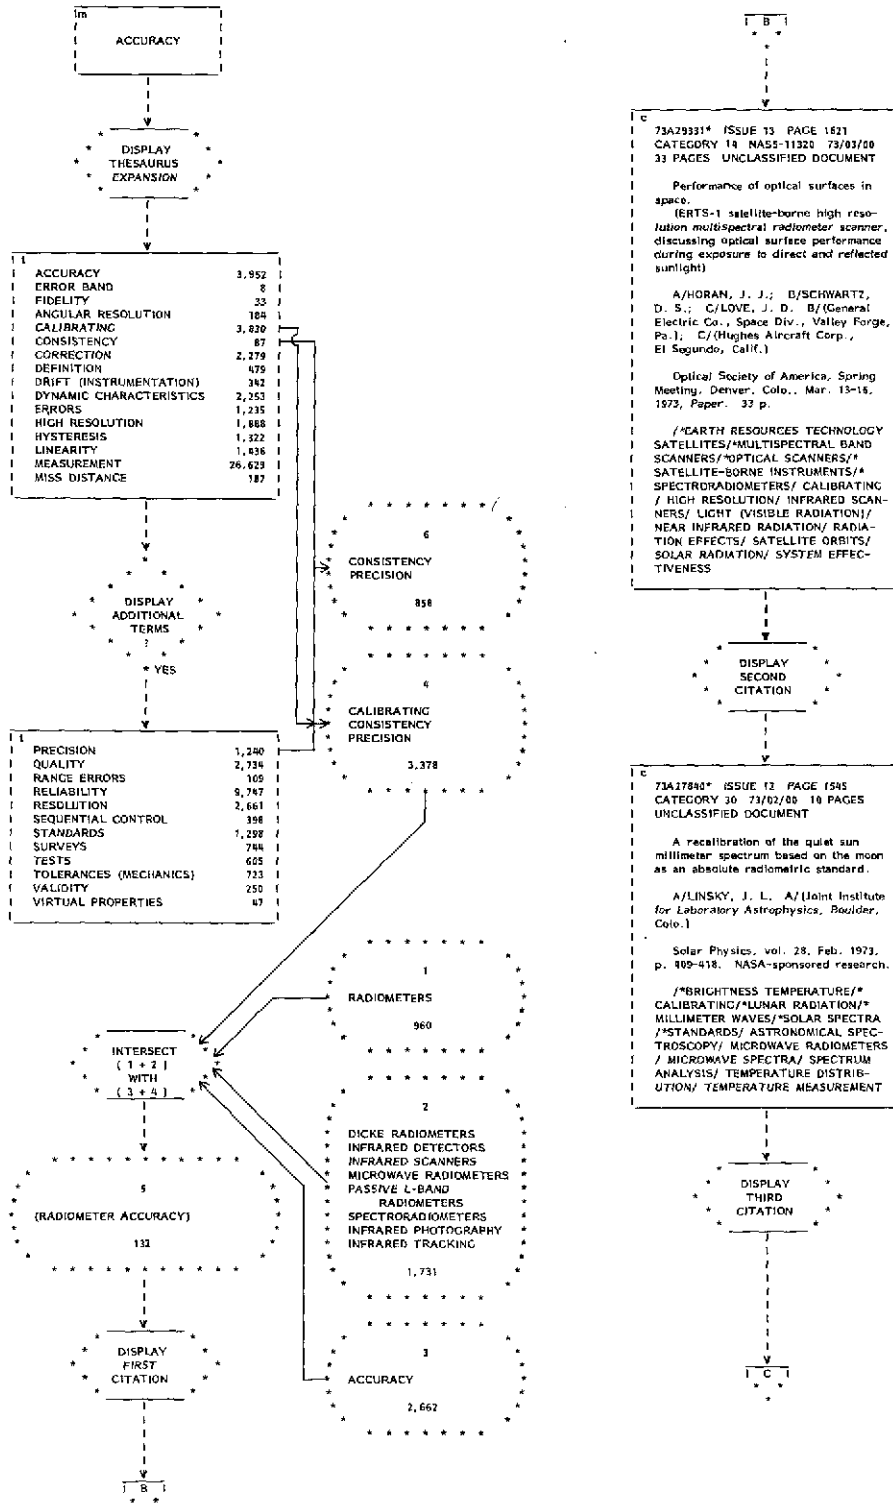 m
ACCURACY
DISPLAY
THESAURUS
EXPANSION
t
ACCURACY 3,952
ERROR BAND 8
FIDELITY 33
ANGULAR RESOLUTION 184
CALIBRATING 3,820
CONSISTENCY 87
CORRECTION 2,279
DEFINITION 479
DRIFT (INSTRUMENTATION) 342
DYNAMIC CHARACTERISTICS 2,253
ERRORS 1,235
HIGH RESOLUTION 1,868
HYSTERESIS 1,322
LINEARITY 1,436
MEASUREMENT 26,629
MISS DISTANCE 187
DISPLAY
ADDITIONAL
TERMS
?
YES
t
PRECISION 1,240
QUALITY 2,734
RANGE ERRORS 109
RELIABILITY 9,747
RESOLUTION 2,661
SEQUENTIAL CONTROL 398
STANDARDS 1,298
SURVEYS 744
TESTS 605
TOLERANCES (MECHANICS) 723
VALIDITY 250
VIRTUAL PROPERTIES 47
INTERSECT
( 1 + 2 )
WITH
( 3 + 4 )
5
(RADIOMETER ACCURACY)
132
DISPLAY
FIRST
CITATION
B
6
CONSISTENCY
PRECISION
858
4
CALIBRATING
CONSISTENCY
PRECISION
3,378
1
RADIOMETERS
960
2
DICKE RADIOMETERS
INFRARED DETECTORS
INFRARED SCANNERS
MICROWAVE RADIOMETERS
PASSIVE L-BAND
RADIOMETERS
SPECTRORADIOMETERS
INFRARED PHOTOGRAPHY
INFRARED TRACKING
1,731
3
ACCURACY
2,662
B
c
73A29331* ISSUE 13 PAGE 1621
CATEGORY 14 NAS5-11320 73/03/00
33 PAGES UNCLASSIFIED DOCUMENT
Performance of optical surfaces in
space.
(ERTS-1 satellite-borne high reso-
lution multispectral radiometer scanner,
discussing optical surface performance
during exposure to direct and reflected
sunlight)
A/HORAN, J. J.; B/SCHWARTZ,
D. S.; C/LOVE, J. D. B/(General
Electric Co., Space Div., Valley Forge,
Pa.); C/(Hughes Aircraft Corp.,
El Segundo, Calif.)
Optical Society of America, Spring
Meeting, Denver, Colo., Mar. 13-16,
1973, Paper. 33 p.
/*EARTH RESOURCES TECHNOLOGY
SATELLITES/*MULTISPECTRAL BAND
SCANNERS/*OPTICAL SCANNERS/*
SATELLITE-BORNE INSTRUMENTS/*
SPECTRORADIOMETERS/ CALIBRATING
/ HIGH RESOLUTION/ INFRARED SCAN-
NERS/ LIGHT (VISIBLE RADIATION)/
NEAR INFRARED RADIATION/ RADIA-
TION EFFECTS/ SATELLITE ORBITS/
SOLAR RADIATION/ SYSTEM EFFEC-
TIVENESS
DISPLAY
SECOND
CITATION
c
73A27840* ISSUE 12 PAGE 1545
CATEGORY 30 73/02/00 10 PAGES
UNCLASSIFIED DOCUMENT
A recalibration of the quiet sun
millimeter spectrum based on the moon
as an absolute radiometric standard.
A/LINSKY, J. L. A/(Joint Institute
for Laboratory Astrophysics, Boulder,
Colo.)
Solar Physics, vol. 28, Feb. 1973,
p. 409-418. NASA-sponsored research.
/*BRIGHTNESS TEMPERATURE/*
CALIBRATING/*LUNAR RADIATION/*
MILLIMETER WAVES/*SOLAR SPECTRA
/*STANDARDS/ ASTRONOMICAL SPEC-
TROSCOPY/ MICROWAVE RADIOMETERS
/ MICROWAVE SPECTRA/ SPECTRUM
ANALYSIS/ TEMPERATURE DISTRIB-
UTION/ TEMPERATURE MEASUREMENT
DISPLAY
THIRD
CITATION
C